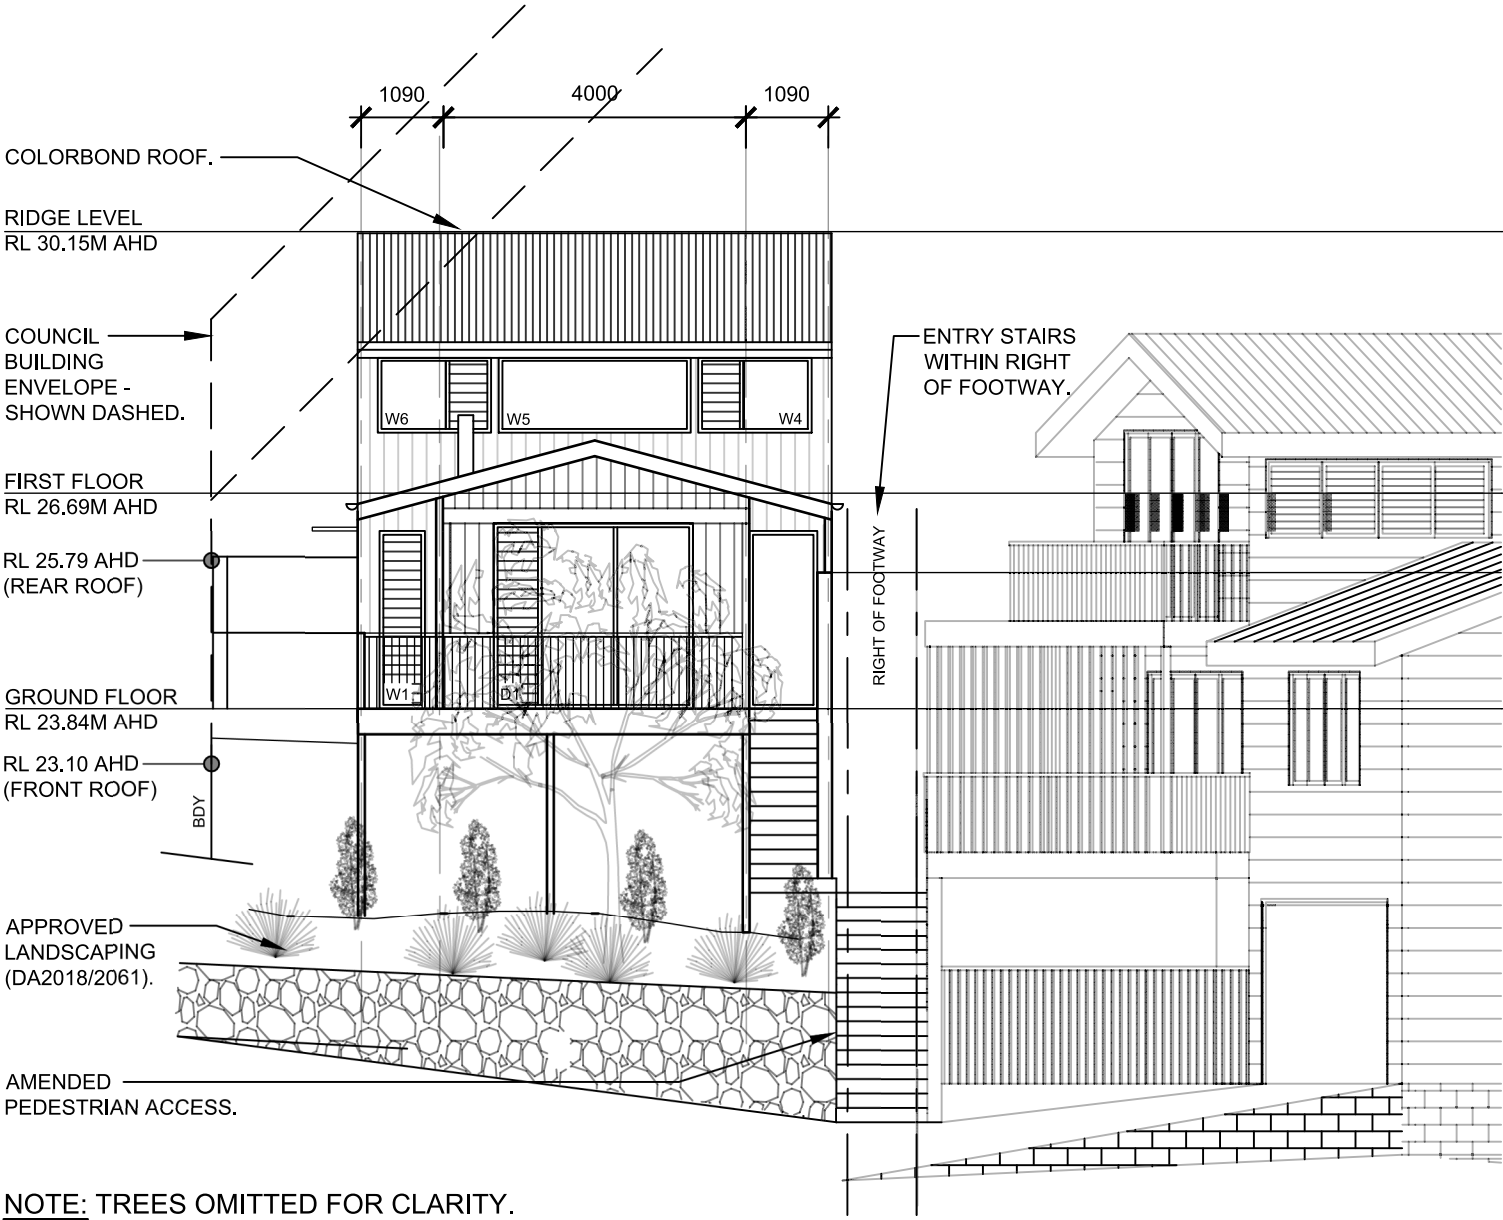 1090
4000
1090
COLORBOND ROOF.
RIDGE LEVEL
RL 30.15M AHD
COUNCIL
BUILDING
ENVELOPE -
SHOWN DASHED.
ENTRY STAIRS
WITHIN RIGHT
OF FOOTWAY.
W6
W5
W4
FIRST FLOOR
RL 26.69M AHD
RL 25.79 AHD
(REAR ROOF)
RIGHT OF FOOTWAY
W1
D1
GROUND FLOOR
RL 23.84M AHD
RL 23.10 AHD
(FRONT ROOF)
BDY
APPROVED
LANDSCAPING
(DA2018/2061).
AMENDED
PEDESTRIAN ACCESS.
NOTE: TREES OMITTED FOR CLARITY.